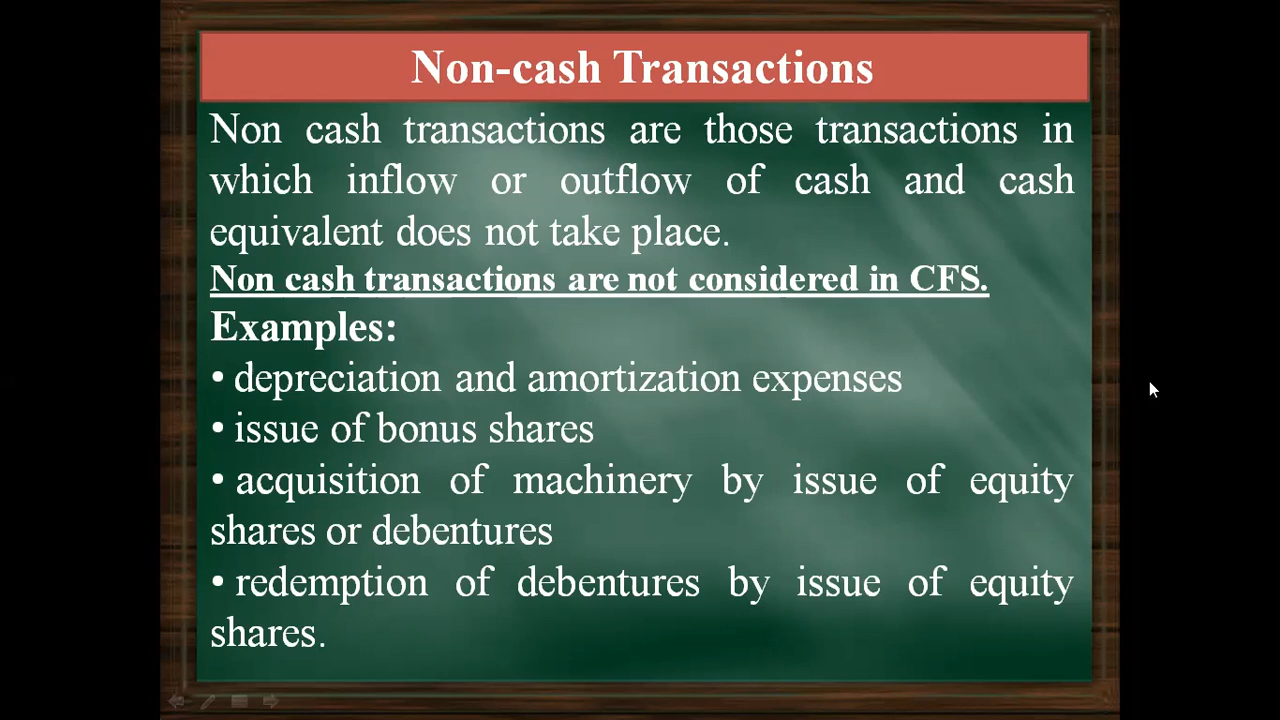 Non-cash Transactions
Non cash transactions are those transactions in
which inflow or outflow of cash and cash
equivalent does not take place.
Non cash transactions are not considered in CFS.
Examples:
• depreciation and amortization expenses
• issue of bonus shares
• acquisition of machinery by issue of equity
shares or debentures
• redemption of debentures by issue of equity
shares.